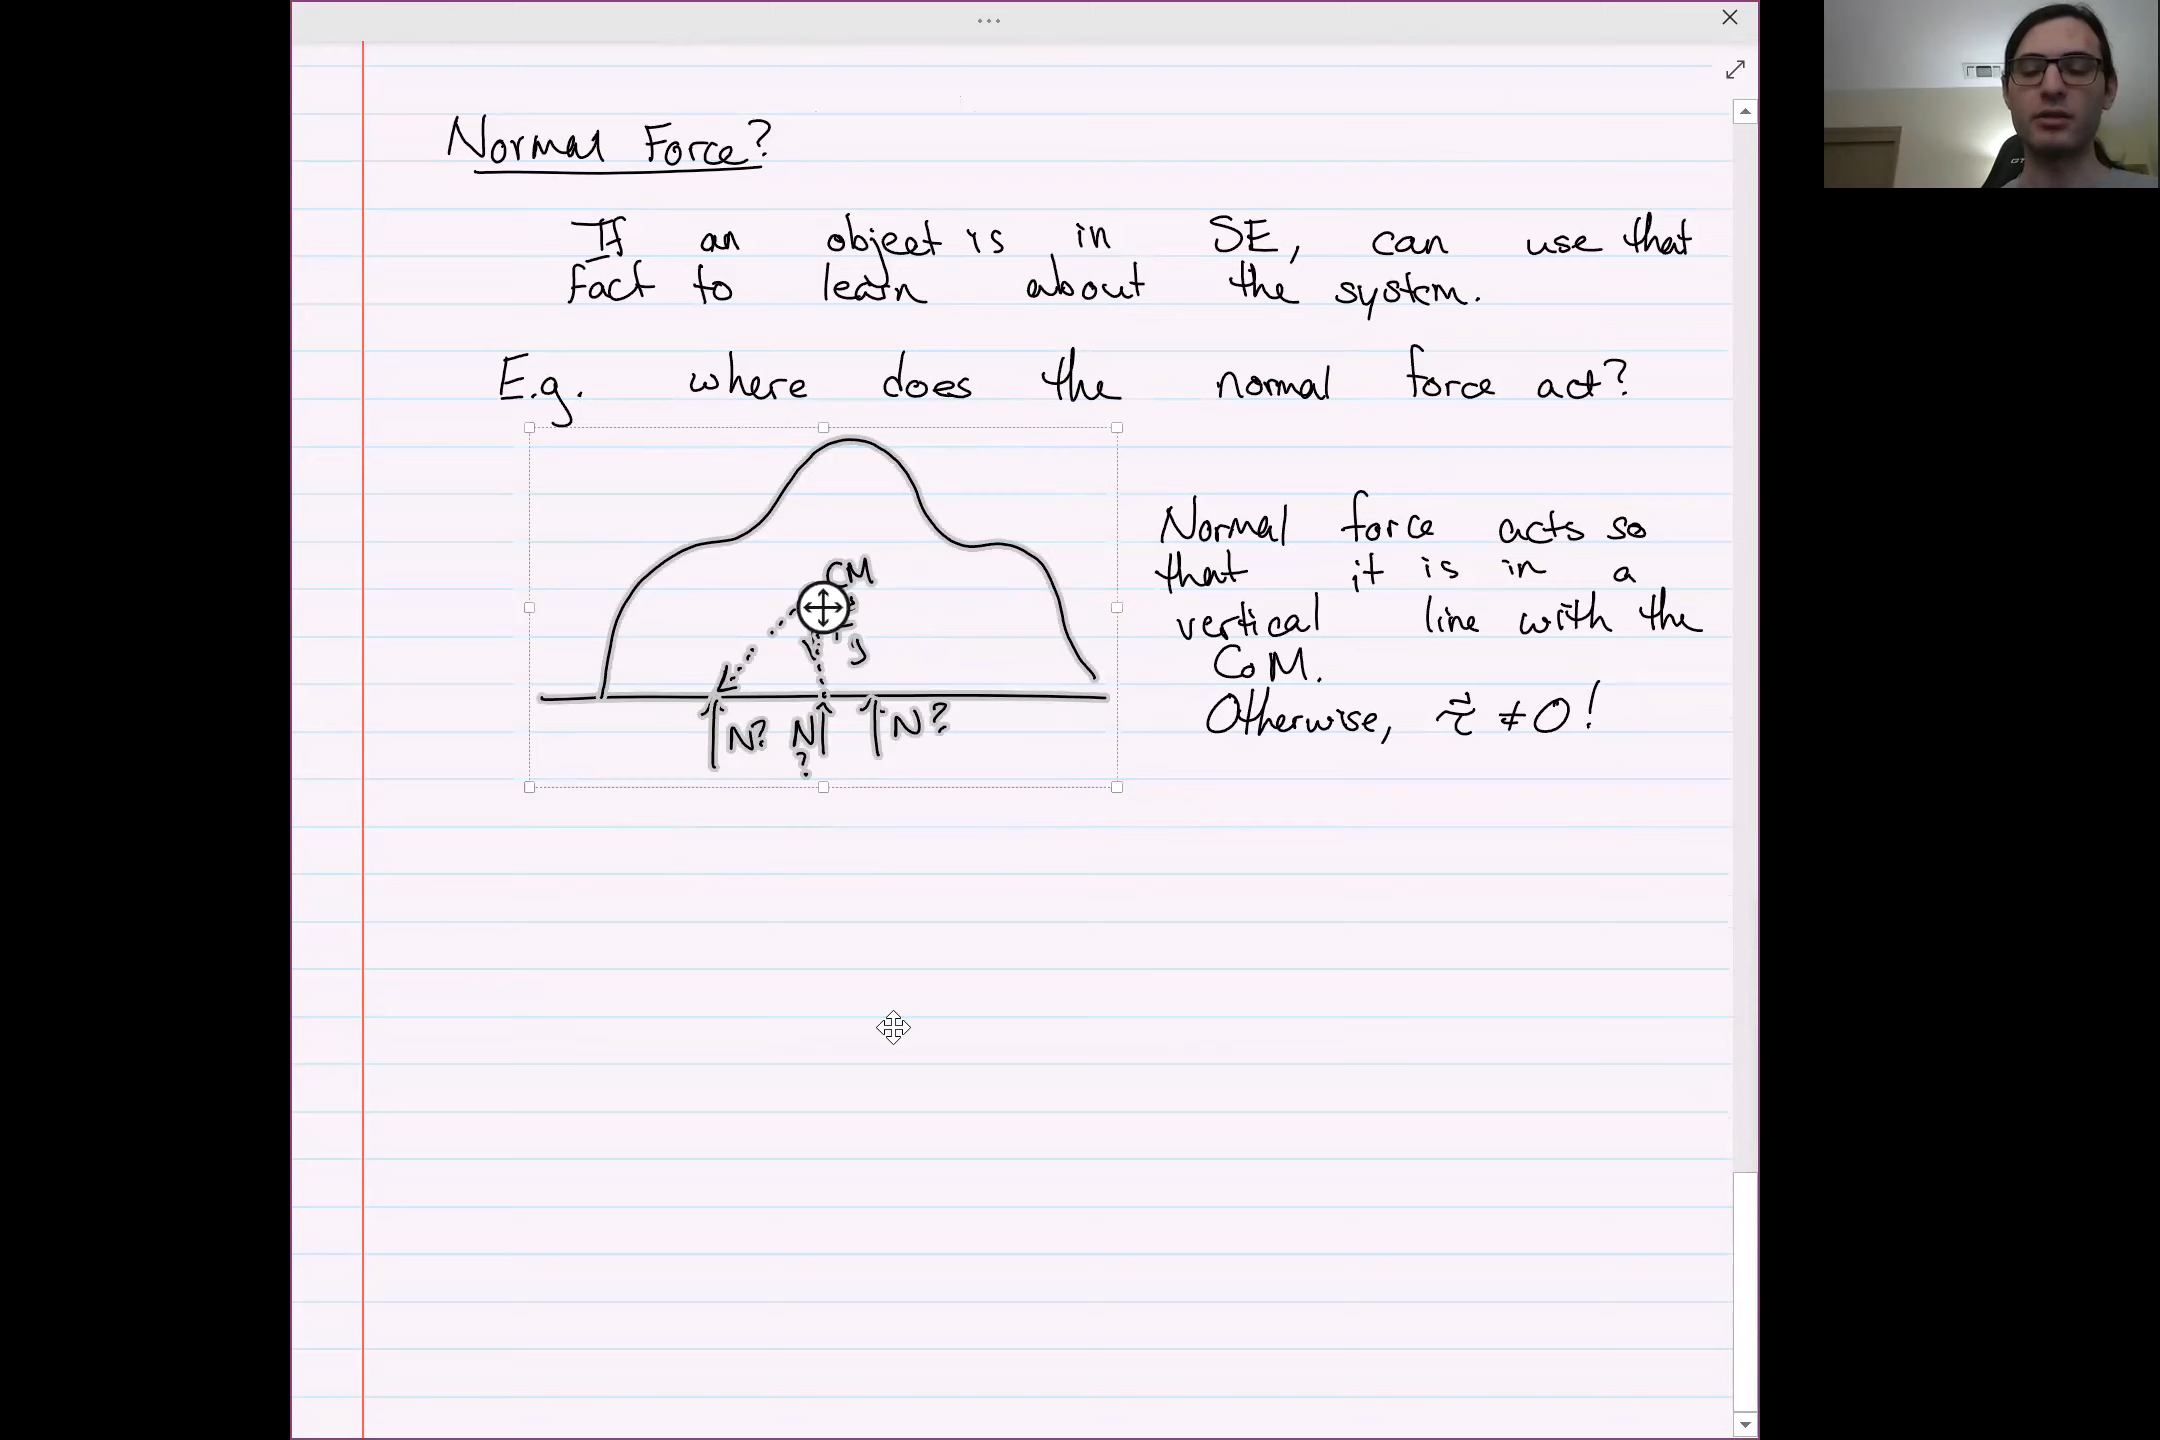 Normal Force?
If an object is in SE, can use that
fact to learn about the system.
E.g. where does the normal force act?
CM
N? N? N?
Normal force acts so
that it is in a
vertical line with the
CoM.
Otherwise, τ⃗ ≠ 0!
GT